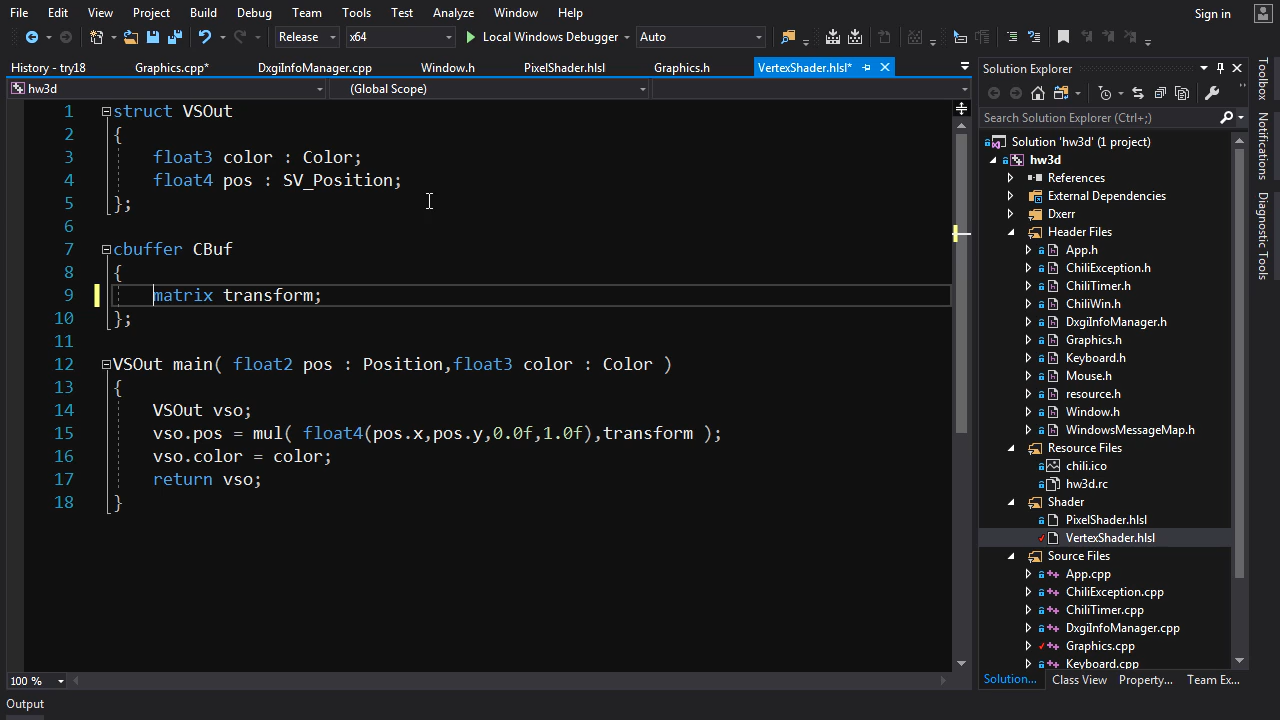 File Edit View Project Build Debug Team Tools Test Analyze Window Help Sign in
Release x64 Local Windows Debugger Auto
History - try18 Graphics.cpp* DxgiInfoManager.cpp Window.h PixelShader.hlsl Graphics.h VertexShader.hlsl*
hw3d (Global Scope)
1 struct VSOut
2 {
3 float3 color : Color;
4 float4 pos : SV_Position;
5 };
6
7 cbuffer CBuf
8 {
9 matrix transform;
10 };
11
12 VSOut main( float2 pos : Position,float3 color : Color )
13 {
14 VSOut vso;
15 vso.pos = mul( float4(pos.x,pos.y,0.0f,1.0f),transform );
16 vso.color = color;
17 return vso;
18 }
100 %
Output
Solution Explorer
Search Solution Explorer (Ctrl+;)
Solution 'hw3d' (1 project)
hw3d
References
External Dependencies
Dxerr
Header Files
App.h
ChiliException.h
ChiliTimer.h
ChiliWin.h
DxgiInfoManager.h
Graphics.h
Keyboard.h
Mouse.h
resource.h
Window.h
WindowsMessageMap.h
Resource Files
chili.ico
hw3d.rc
Shader
PixelShader.hlsl
VertexShader.hlsl
Source Files
App.cpp
ChiliException.cpp
ChiliTimer.cpp
DxgiInfoManager.cpp
Graphics.cpp
Keyboard.cpp
Solution... Class View Property... Team Ex...
Toolbox
Notifications
Diagnostic Tools